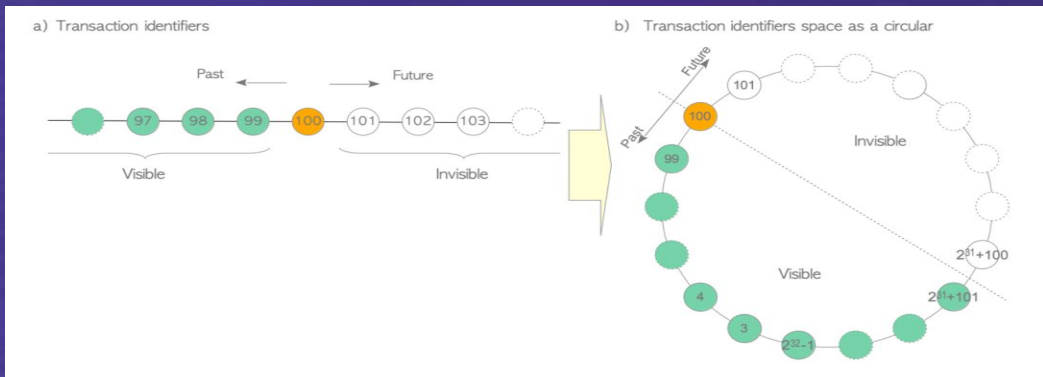 a) Transaction identifiers
Past
Future
97
98
99
100
101
102
103
Visible
Invisible
b) Transaction identifiers space as a circular
Future
Past
101
100
99
Invisible
2³¹+100
2³¹+101
Visible
4
3
2³²-1